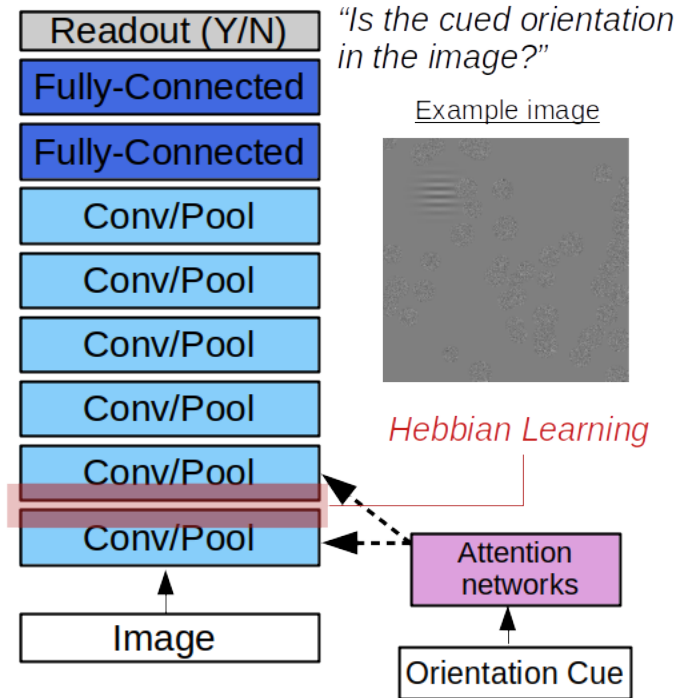 Readout (Y/N)
Fully-Connected
Fully-Connected
Conv/Pool
Conv/Pool
Conv/Pool
Conv/Pool
Conv/Pool
Conv/Pool
Image
“Is the cued orientation
in the image?”
Example image
Hebbian Learning
Attention
networks
Orientation Cue